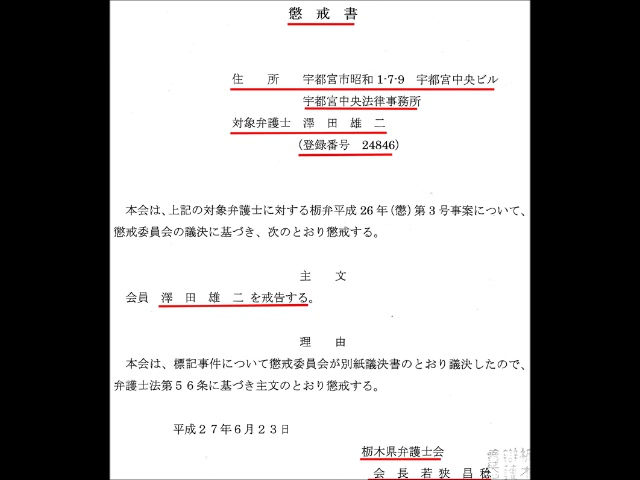 懲 戒 書
住 所 宇都宮市昭和1-7-9 宇都宮中央ビル
宇都宮中央法律事務所
対象弁護士 澤 田 雄 二
(登録番号 24846)
本会は、上記の対象弁護士に対する栃弁平成26年(懲)第3号事案について、
懲戒委員会の議決に基づき、次のとおり懲戒する。
主 文
会員 澤 田 雄 二 を戒告する。
理 由
本会は、標記事件について懲戒委員会が別紙議決書のとおり議決したので、
弁護士法第56条に基づき主文のとおり懲戒する。
平成27年6月23日
栃木県弁護士会
会 長 若 狭 昌 稔